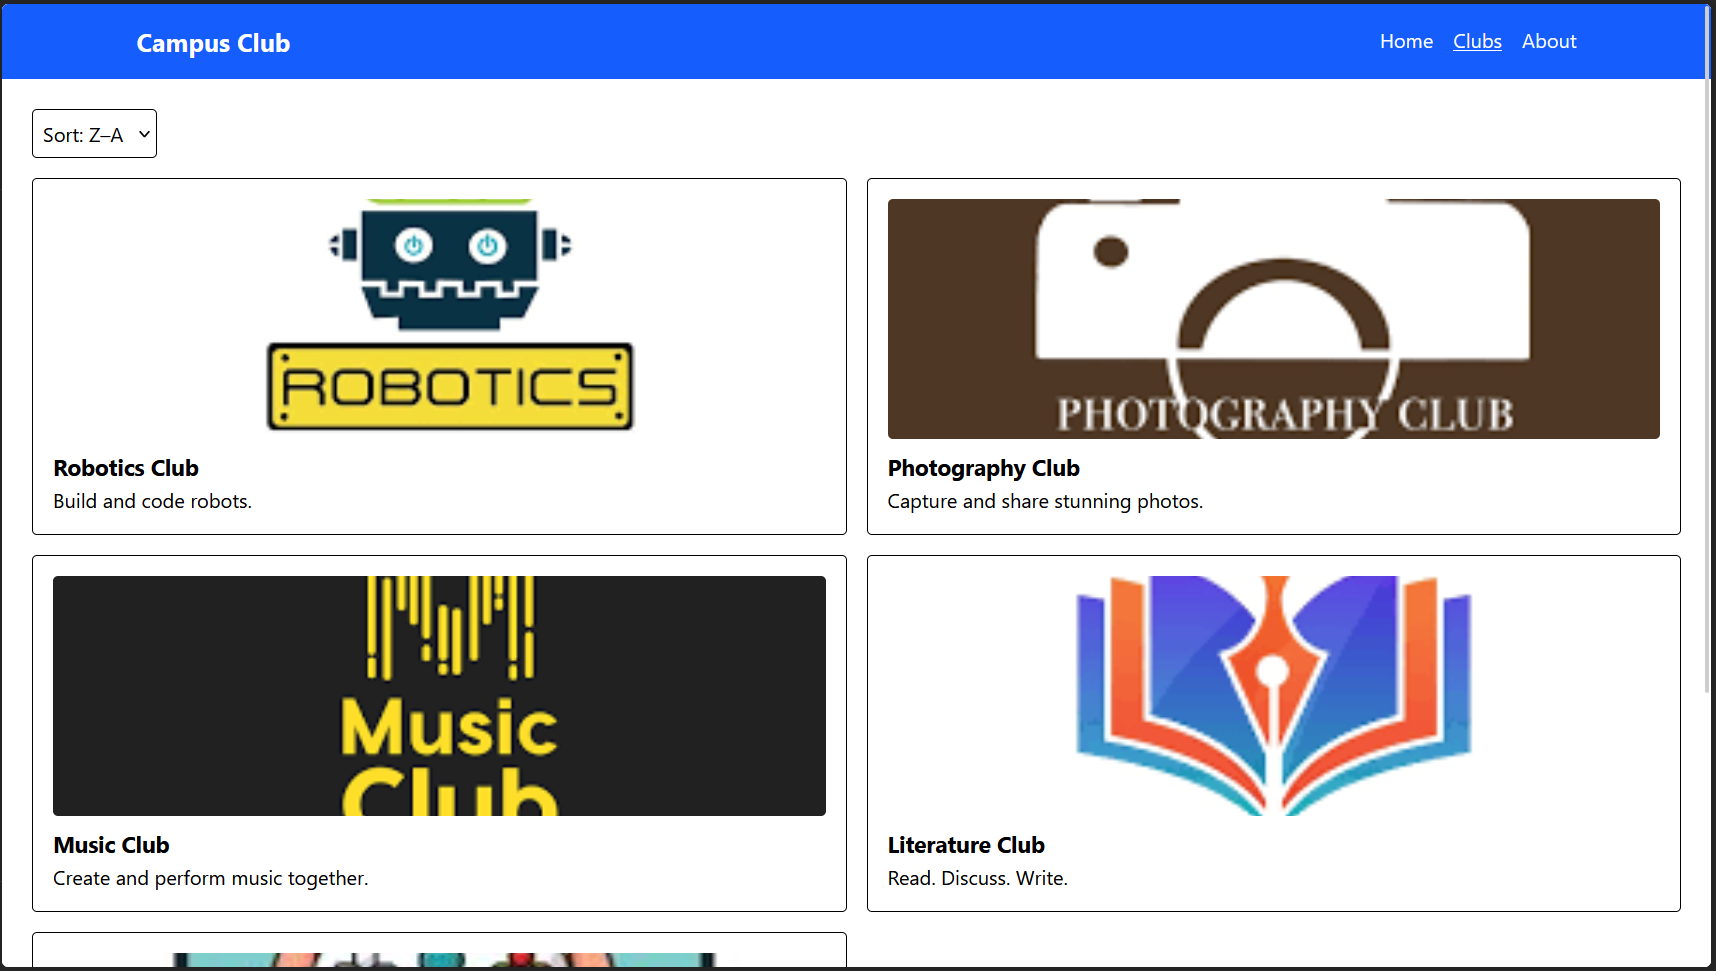 Campus Club
Home Clubs About
Sort: Z–A
ROBOTICS
PHOTOGRAPHY CLUB
Robotics Club
Build and code robots.
Photography Club
Capture and share stunning photos.
Music
Club
Music Club
Create and perform music together.
Literature Club
Read. Discuss. Write.